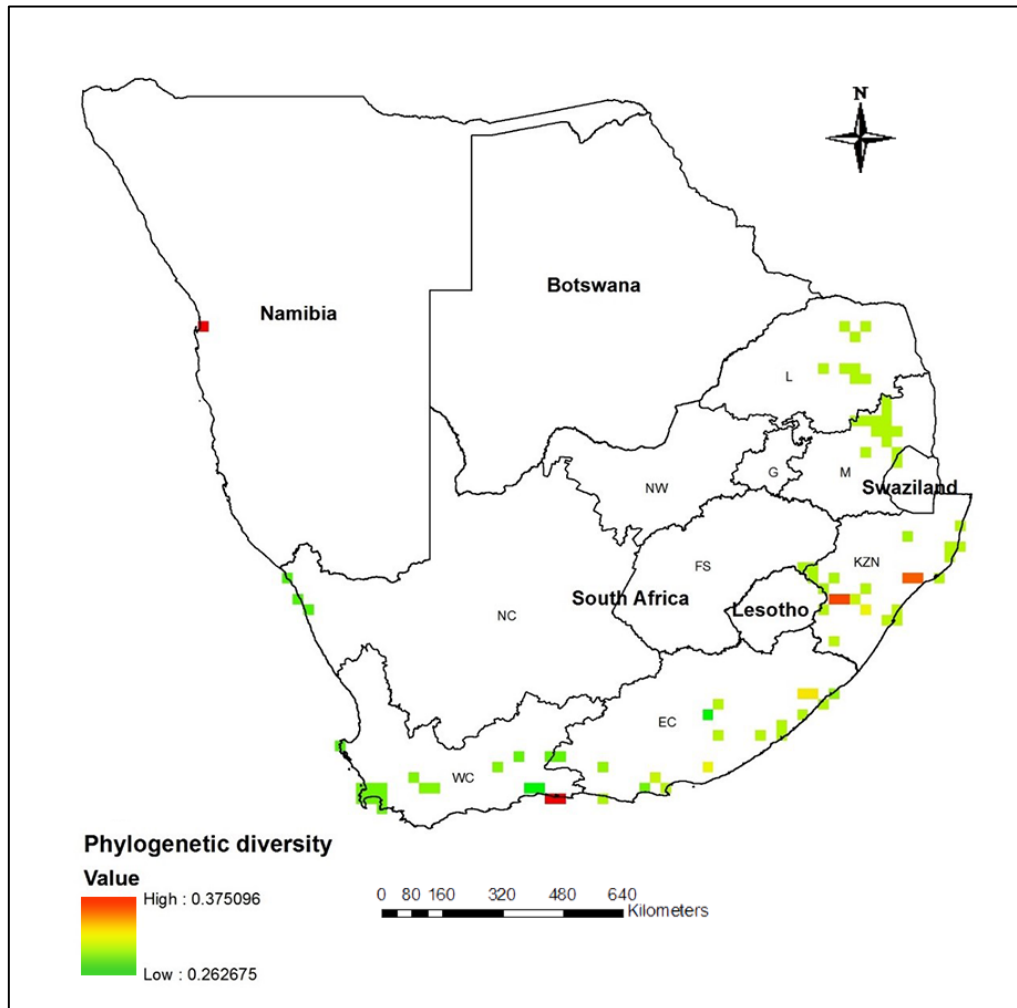 N
Namibia
Botswana
L
G
M
NW
Swaziland
FS
KZN
South Africa
Lesotho
NC
EC
WC
Phylogenetic diversity
Value
High : 0.375096
Low : 0.262675
0 80 160 320 480 640
Kilometers